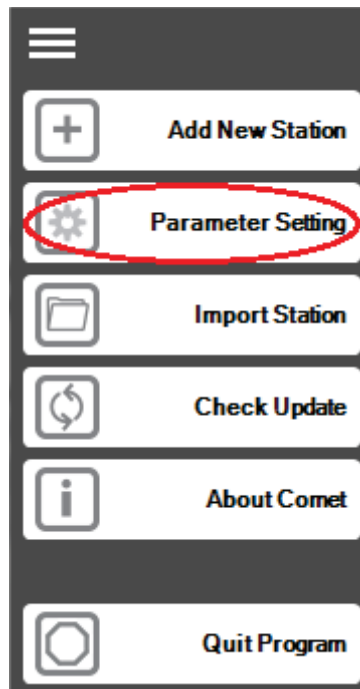 Add New Station
Parameter Setting
Import Station
Check Update
About Comet
Quit Program